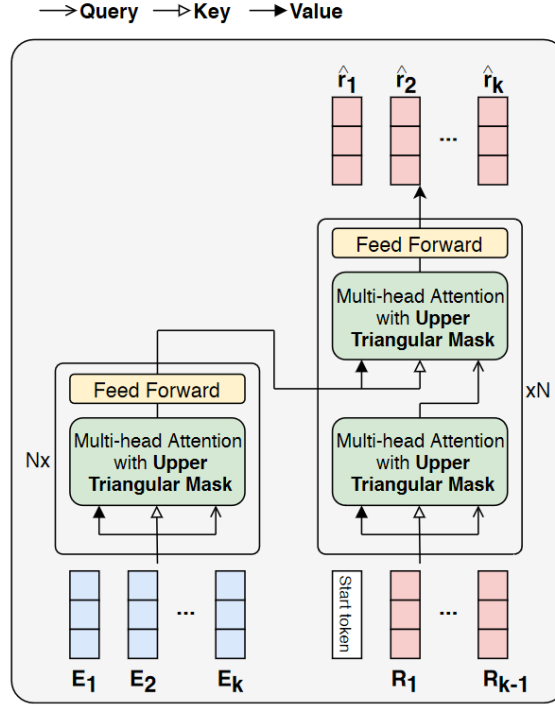 Query Key Value
r̂1 r̂2 ... r̂k
Feed Forward
Multi-head Attention
with Upper
Triangular Mask
xN
Feed Forward
Multi-head Attention
with Upper
Triangular Mask
Nx
Multi-head Attention
with Upper
Triangular Mask
Start token
... ...
E1 E2 Ek R1 Rk-1